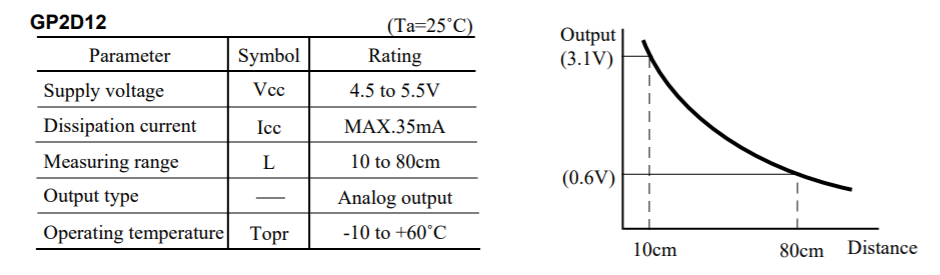 GP2D12 (Ta=25˚C)
Parameter Symbol Rating
Supply voltage Vcc 4.5 to 5.5V
Dissipation current Icc MAX.35mA
Measuring range L 10 to 80cm
Output type — Analog output
Operating temperature Topr -10 to +60˚C
Output
(3.1V)
(0.6V)
10cm 80cm Distance